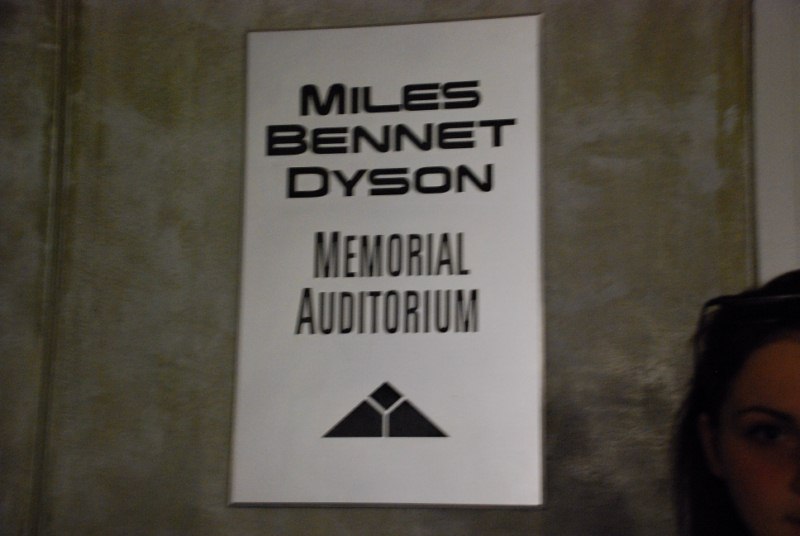 Miles
Bennet
Dyson
Memorial
Auditorium